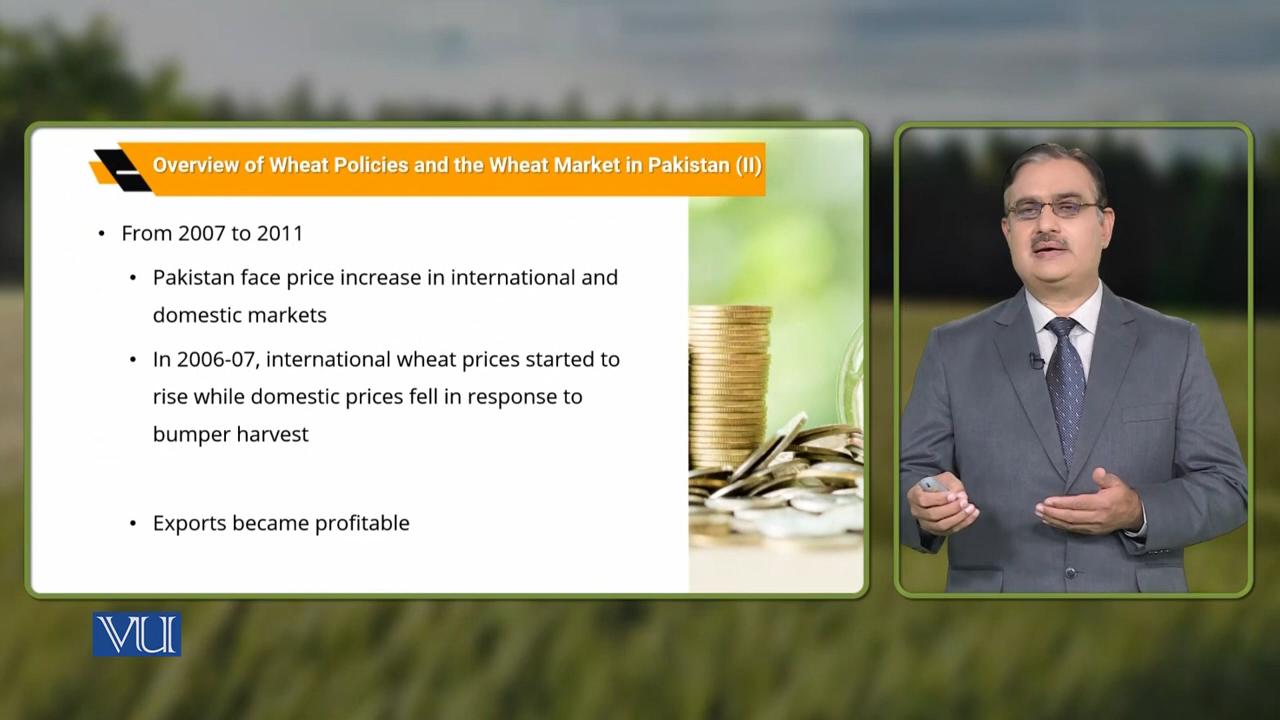 Overview of Wheat Policies and the Wheat Market in Pakistan (II)
• From 2007 to 2011
• Pakistan face price increase in international and
domestic markets
• In 2006-07, international wheat prices started to
rise while domestic prices fell in response to
bumper harvest
• Exports became profitable
VU